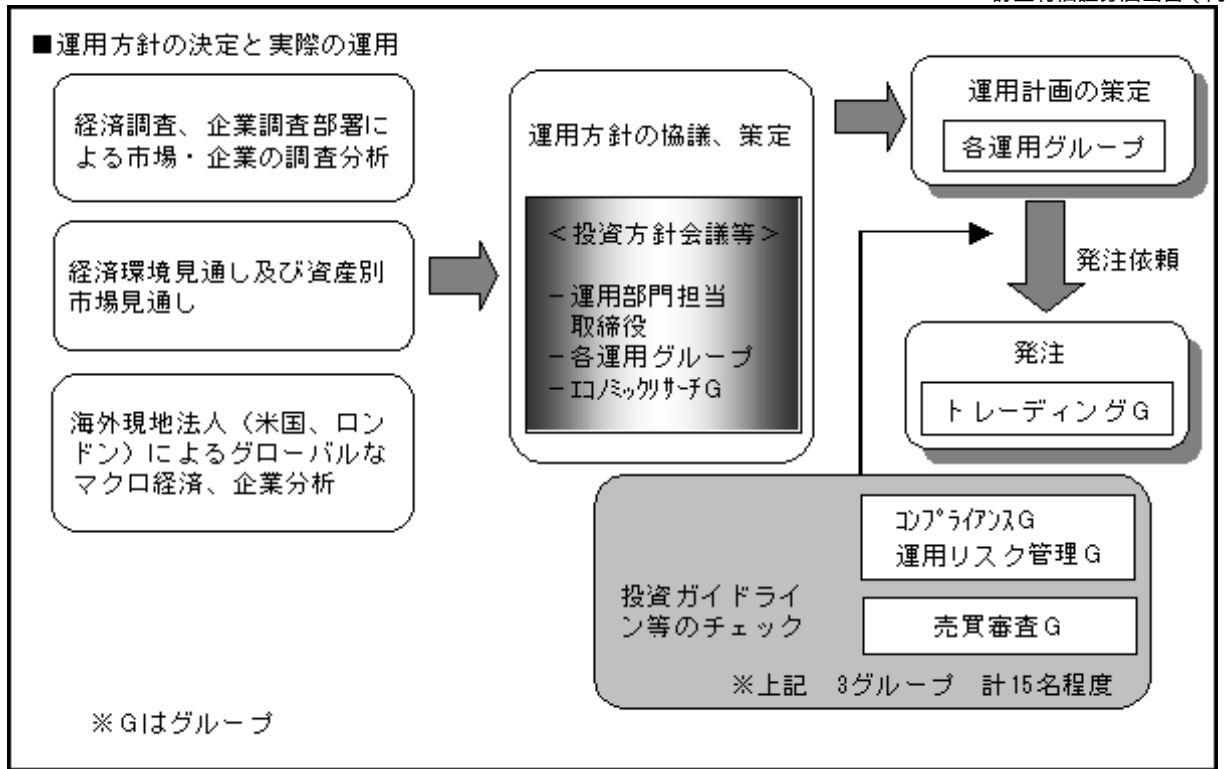 ■運用方針の決定と実際の運用
経済調査、企業調査部署に
よる市場・企業の調査分析
経済環境見通し及び資産別
市場見通し
海外現地法人（米国、ロン
ドン）によるグローバルな
マクロ経済、企業分析
運用方針の協議、策定
＜投資方針会議等＞
－運用部門担当
取締役
－各運用グループ
－ｴｺﾉﾐｯｸﾘｻｰﾁG
運用計画の策定
各運用グループ
発注依頼
発注
トレーディングG
投資ガイドライ
ン等のチェック
ｺﾝﾌﾟﾗｲｱﾝｽG
運用リスク管理G
売買審査G
※上記　3グループ　計15名程度
※Gはグループ